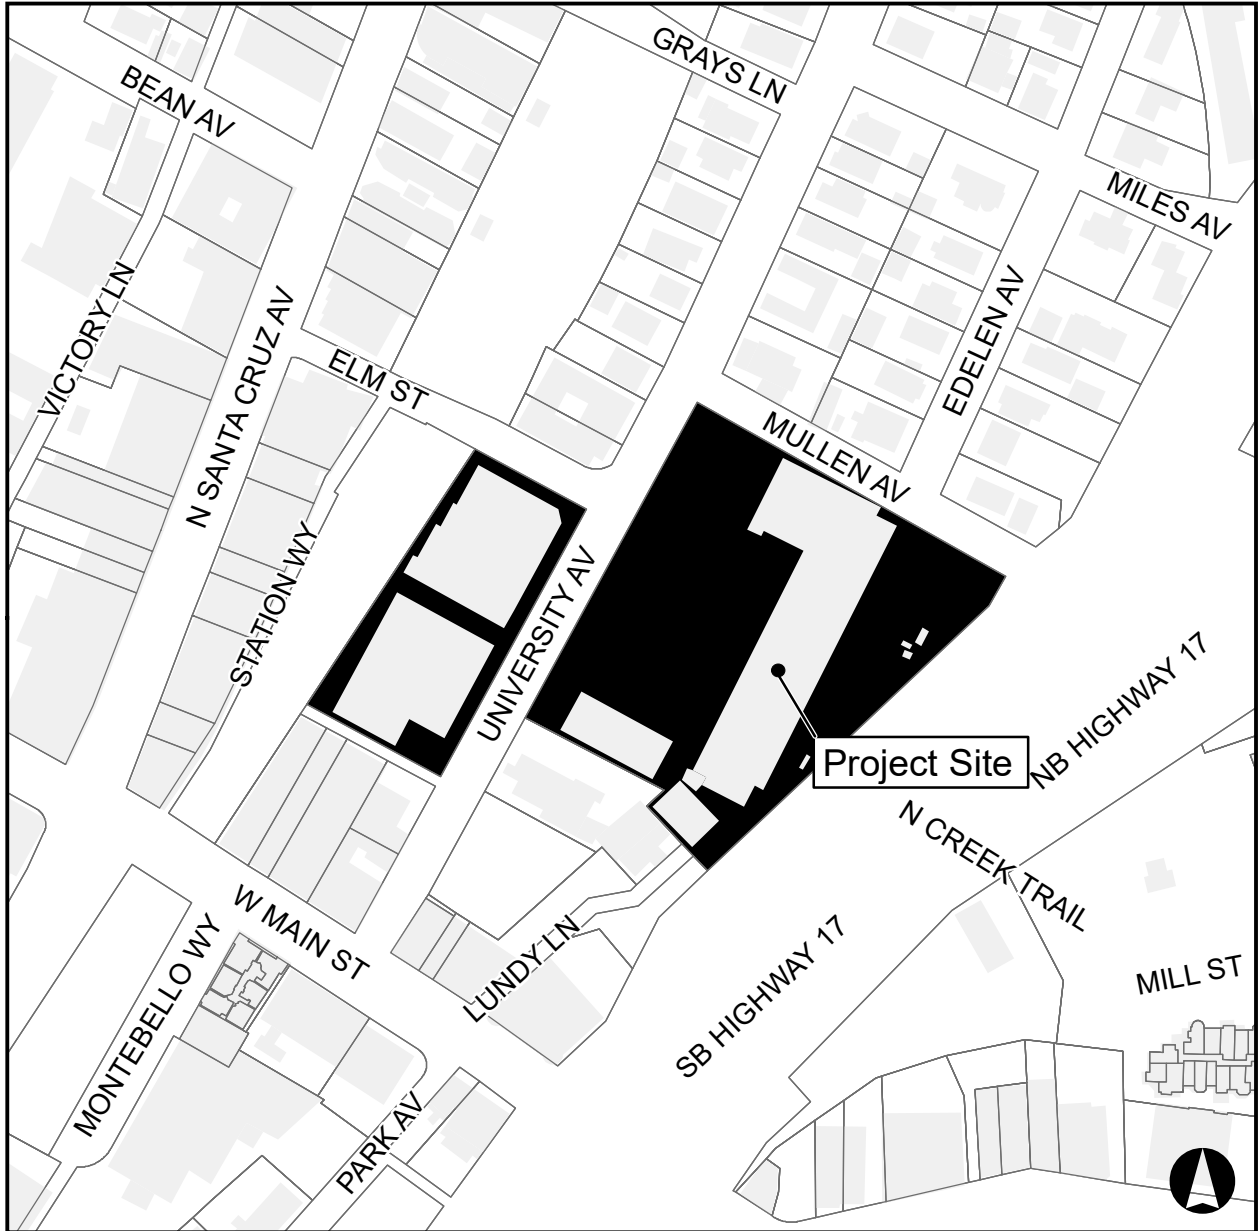 GRAYS LN
BEAN AV
MILES AV
VICTORY LN
N SANTA CRUZ AV
EDELEN AV
ELM ST
MULLEN AV
STATION WY
UNIVERSITY AV
NB HIGHWAY 17
Project Site
N CREEK TRAIL
W MAIN ST
LUNDY LN
SB HIGHWAY 17
MONTEBELLO WY
MILL ST
PARK AV